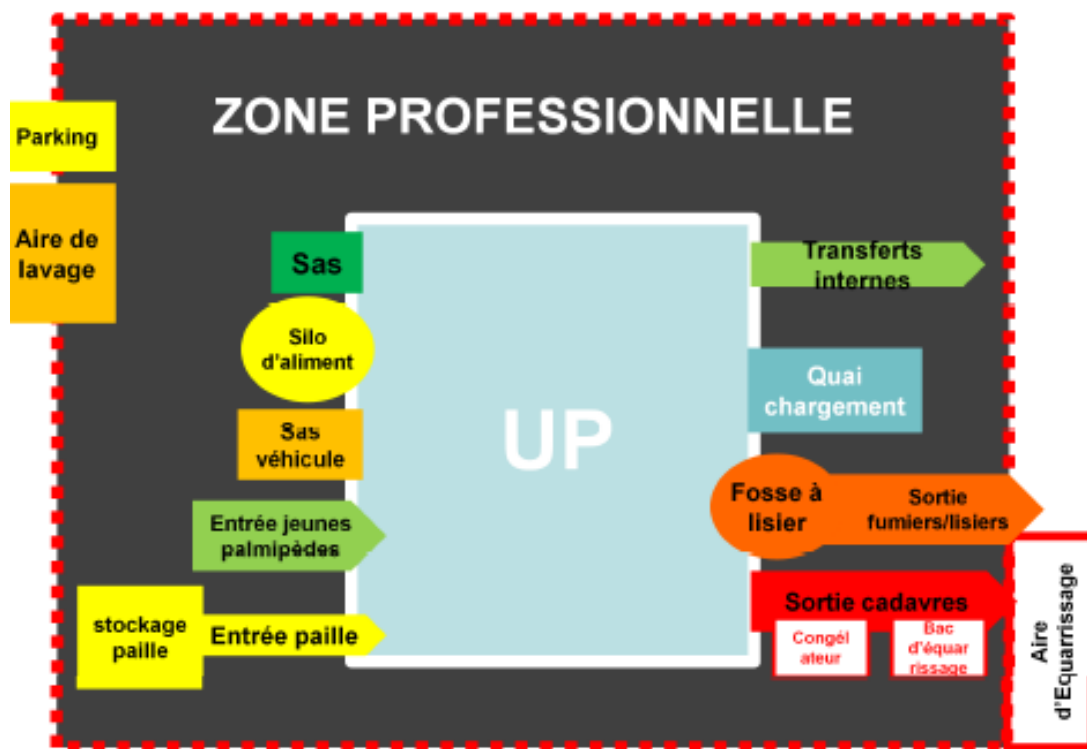 ZONE PROFESSIONNELLE
Parking
Aire de
lavage
Sas
Silo
d'aliment
Sas
véhicule
Entrée jeunes
palmipèdes
stockage
paille
Entrée paille
UP
Transferts
internes
Quai
chargement
Fosse à
lisier
Sortie
fumiers/lisiers
Sortie cadavres
Congél
ateur
Bac
d'équar
rissage
Aire
d'Equarrissage